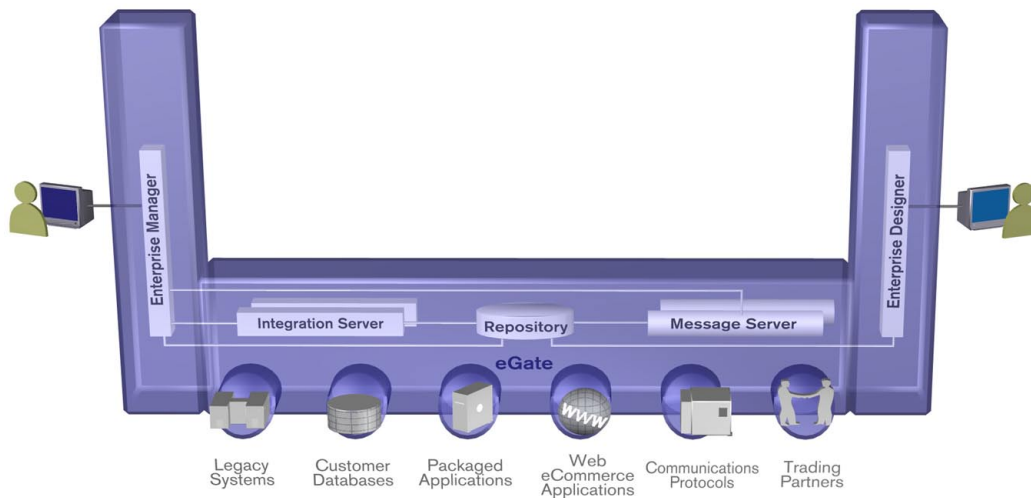 Enterprise Manager
Enterprise Designer
Integration Server
Repository
Message Server
eGate
www
Legacy
Systems
Customer
Databases
Packaged
Applications
Web
eCommerce
Applications
Communications
Protocols
Trading
Partners